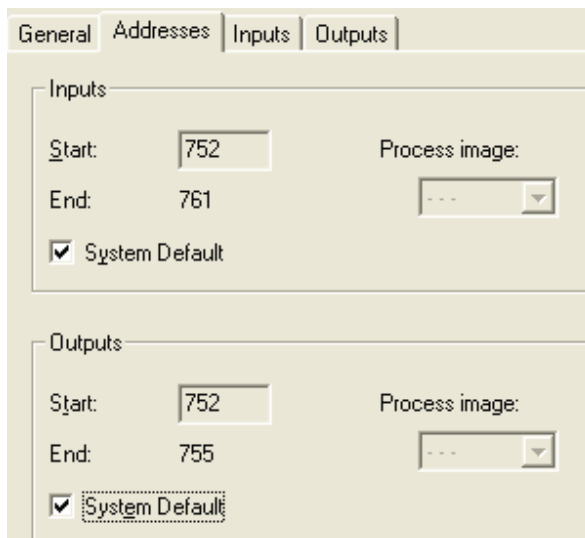 General Addresses Inputs Outputs
Inputs
Start: 752 Process image:
End: 761 ---
System Default
Outputs
Start: 752 Process image:
End: 755 ---
System Default